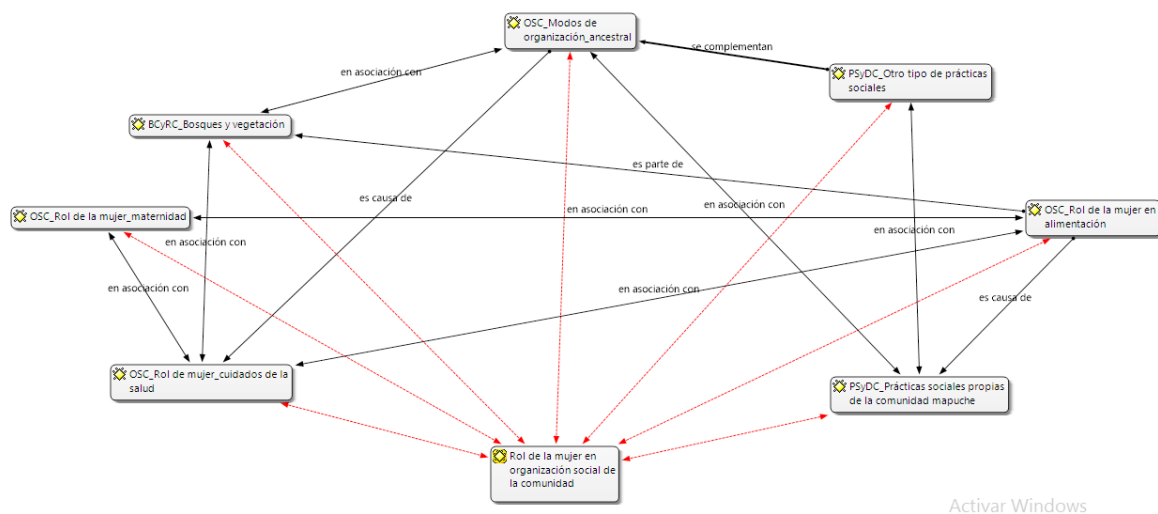 OSC_Modos de
organización_ancestral
se complementan
PSyDC_Otro tipo de prácticas
sociales
en asociación con
BCyRC_Bosques y vegetación
es parte de
es causa de
en asociación con
en asociación con
OSC_Rol de la mujer_maternidad
OSC_Rol de la mujer en
alimentación
en asociación con
en asociación con
en asociación con
en asociación con
es causa de
OSC_Rol de mujer_cuidados de la
salud
PSyDC_Prácticas sociales propias
de la comunidad mapuche
Rol de la mujer en
organización social de
la comunidad
Activar Windows